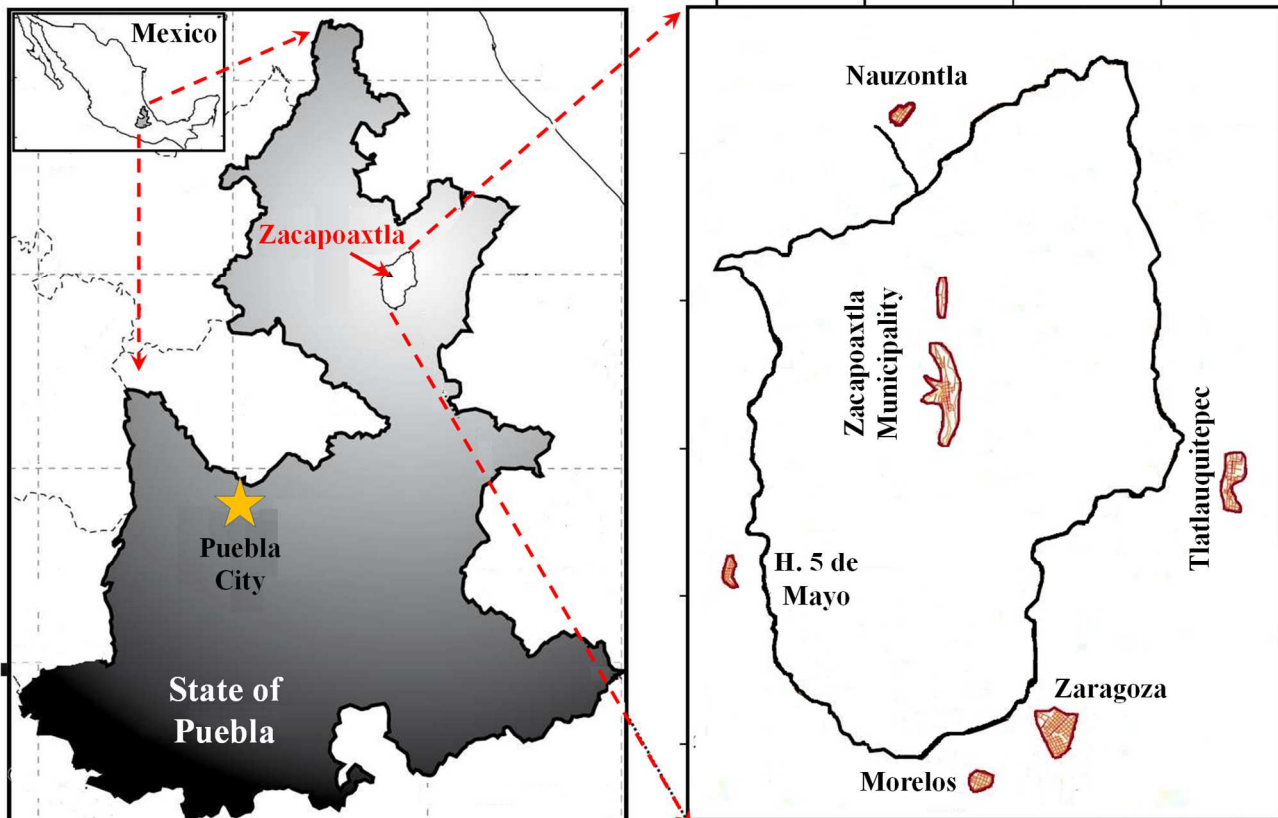 Mexico
Zacapoaxtla
Puebla
City
State of
Puebla
Nauzontla
Zacapoaxtla
Municipality
Tlatlauquitepec
H. 5 de
Mayo
Zaragoza
Morelos